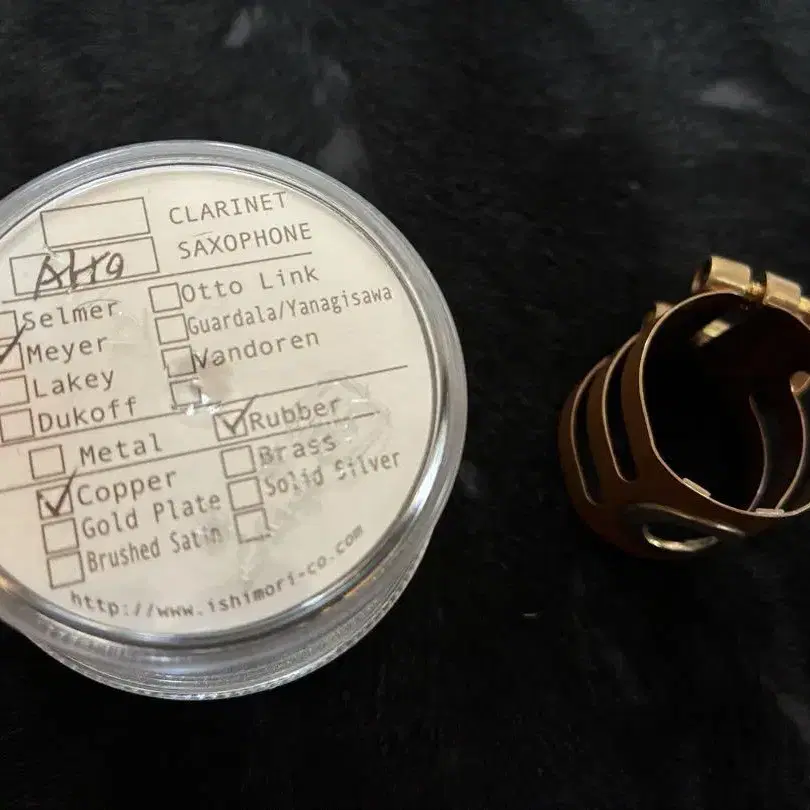 CLARINET
Alto SAXOPHONE
Selmer Otto Link
Meyer Guardala/Yanagisawa
Lakey Vandoren
Dukoff
Metal Rubber
Copper Brass
Gold Plate Solid Silver
Brushed Satin
http://www.ishimori-co.com